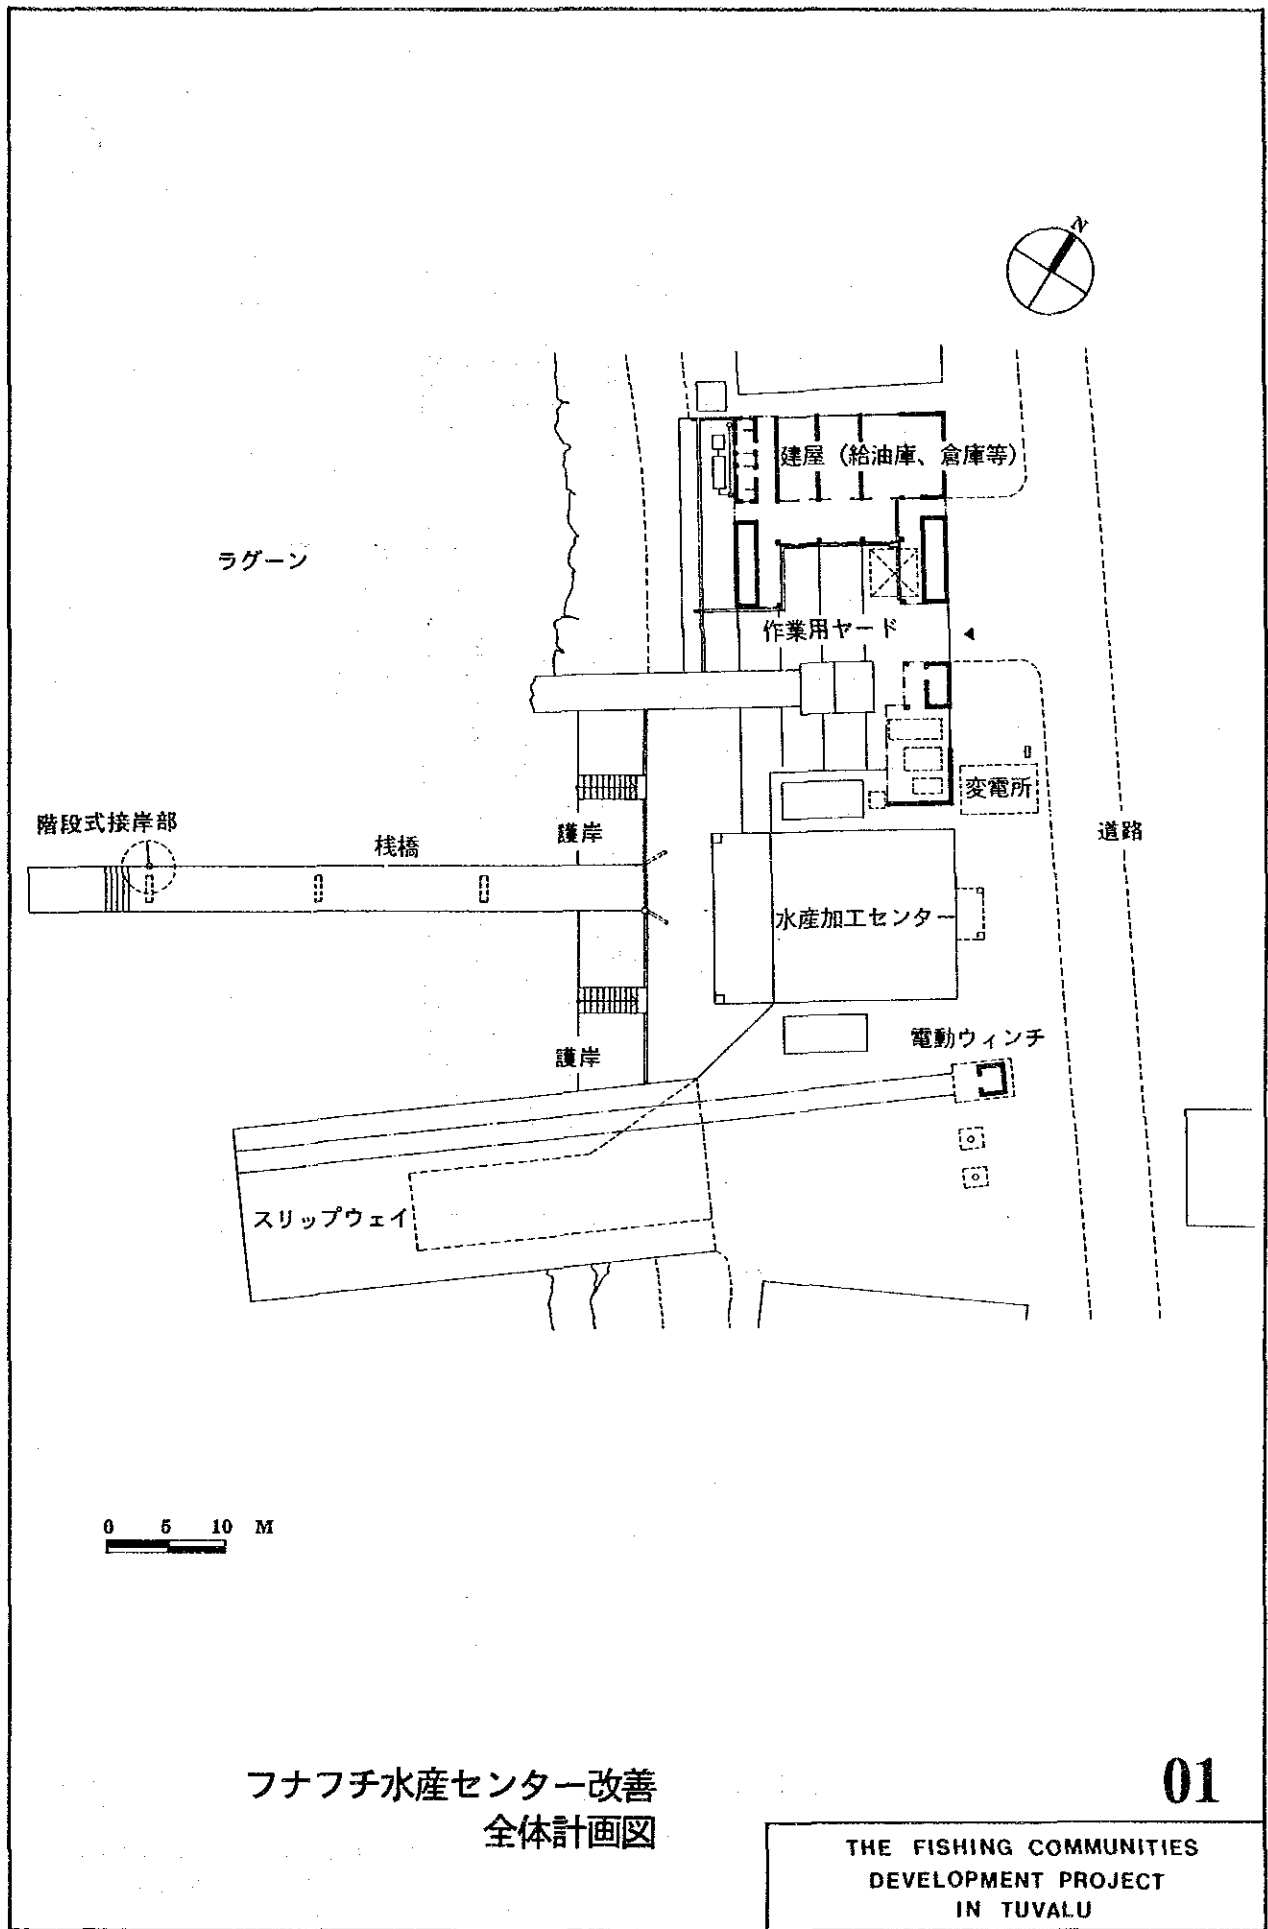 N
建屋（給油庫、倉庫等）
ラグーン
作業用ヤード
変電所
階段式接岸部
桟橋
護岸
道路
水産加工センター
電動ウィンチ
護岸
スリップウェイ
0 5 10 M
フナフチ水産センター改善
全体計画図
01
THE FISHING COMMUNITIES
DEVELOPMENT PROJECT
IN TUVALU